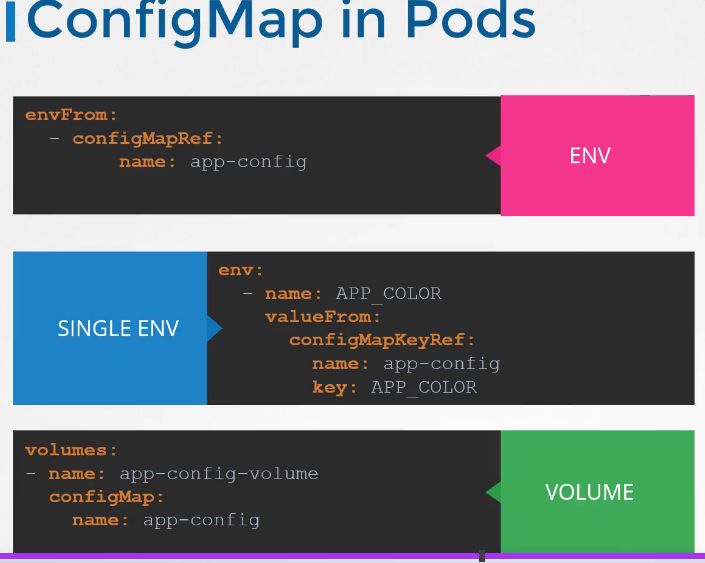 ConfigMap in Pods
envFrom:
  - configMapRef:
        name: app-config
ENV
SINGLE ENV
env:
  - name: APP_COLOR
    valueFrom:
      configMapKeyRef:
        name: app-config
        key: APP_COLOR
volumes:
- name: app-config-volume
  configMap:
    name: app-config
VOLUME